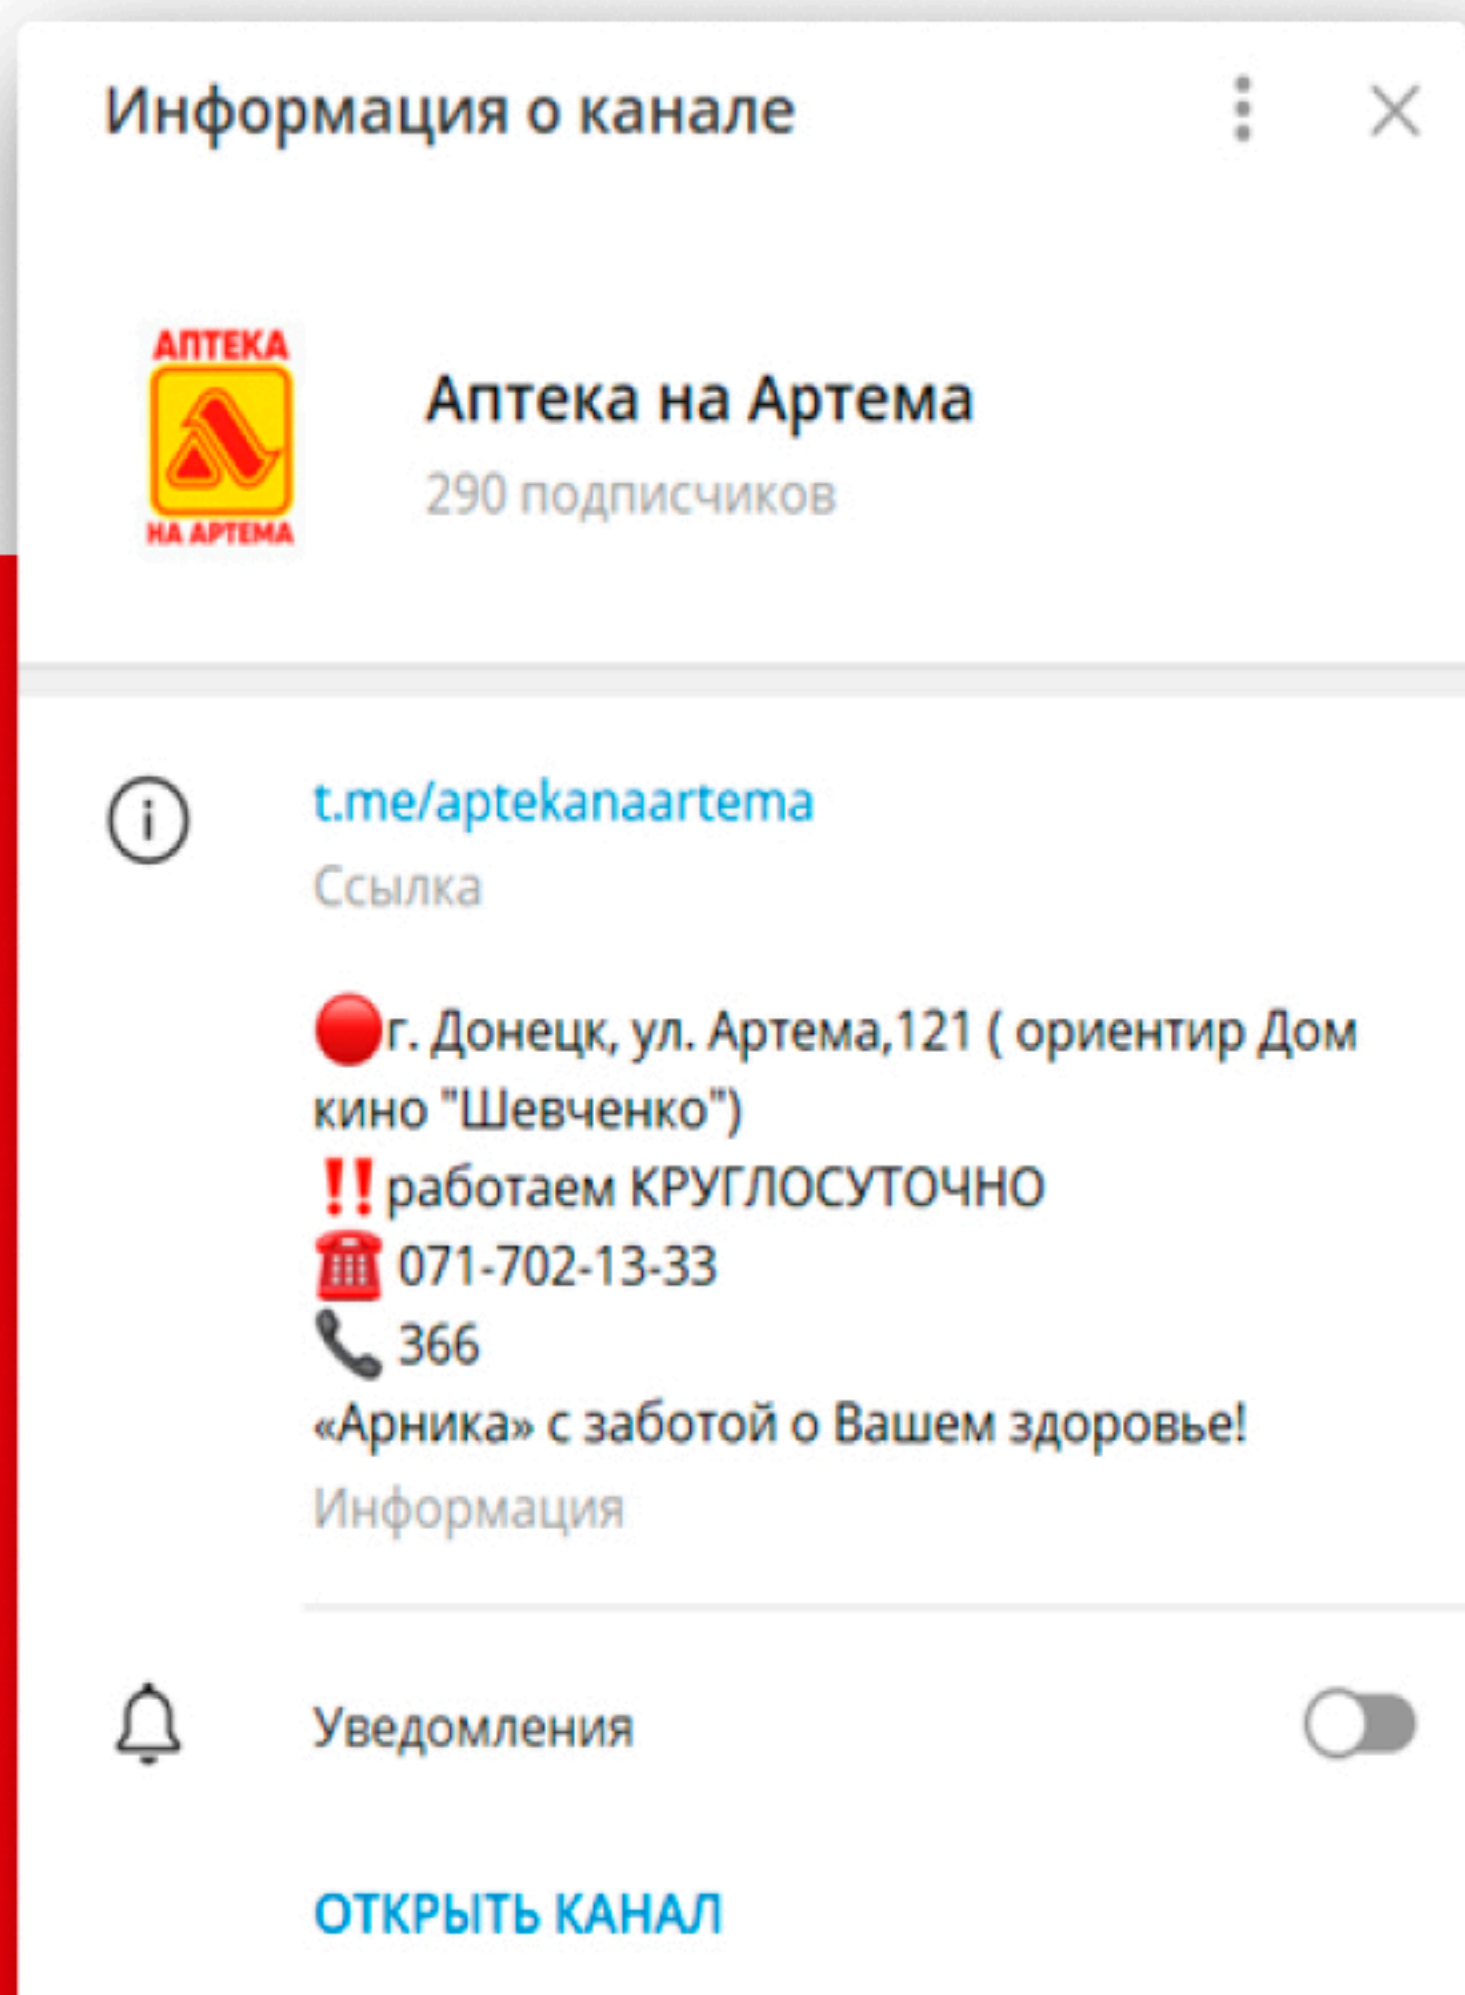 Информация о канале
АПТЕКА
НА АРТЕМА
Аптека на Артема
290 подписчиков
t.me/aptekanaartema
Ссылка
🔴г. Донецк, ул. Артема,121 ( ориентир Дом
кино "Шевченко")
‼️работаем КРУГЛОСУТОЧНО
☎️ 071-702-13-33
📞 366
«Арника» с заботой о Вашем здоровье!
Информация
Уведомления
ОТКРЫТЬ КАНАЛ